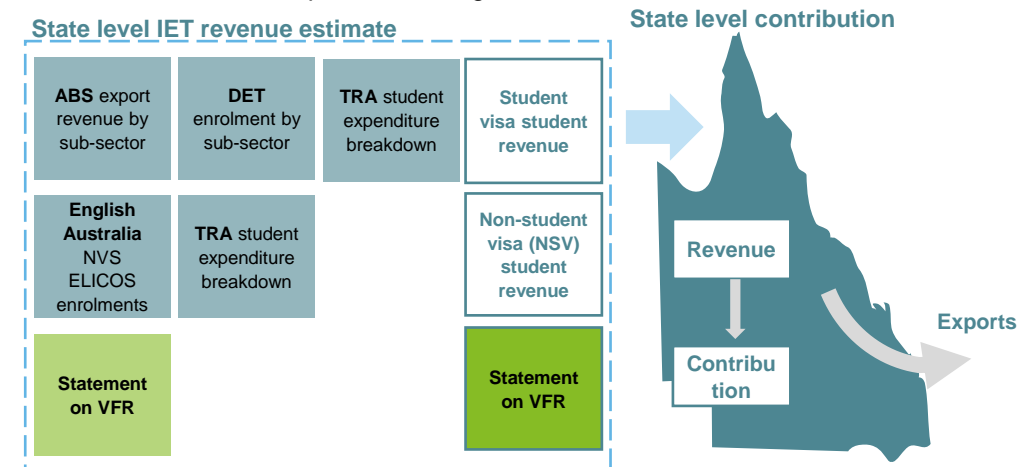 State level IET revenue estimate
State level contribution
ABS export
revenue by
sub-sector
DET
enrolment by
sub-sector
TRA student
expenditure
breakdown
Student
visa student
revenue
English
Australia
NVS
ELICOS
enrolments
TRA student
expenditure
breakdown
Non-student
visa (NSV)
student
revenue
Statement
on VFR
Statement
on VFR
Revenue
Contribu
tion
Exports